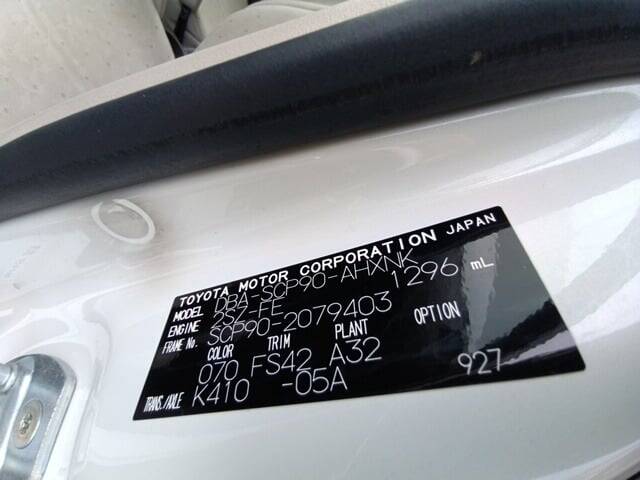 TOYOTA MOTOR CORPORATION JAPAN
MODEL DBA-SCP90-AHXNK
ENGINE 2SZ-FE 1296 mL
FRAME No. SCP90-2079403
COLOR TRIM PLANT OPTION
070 FS42 A32
TRANS./AXLE K410 -05A 927